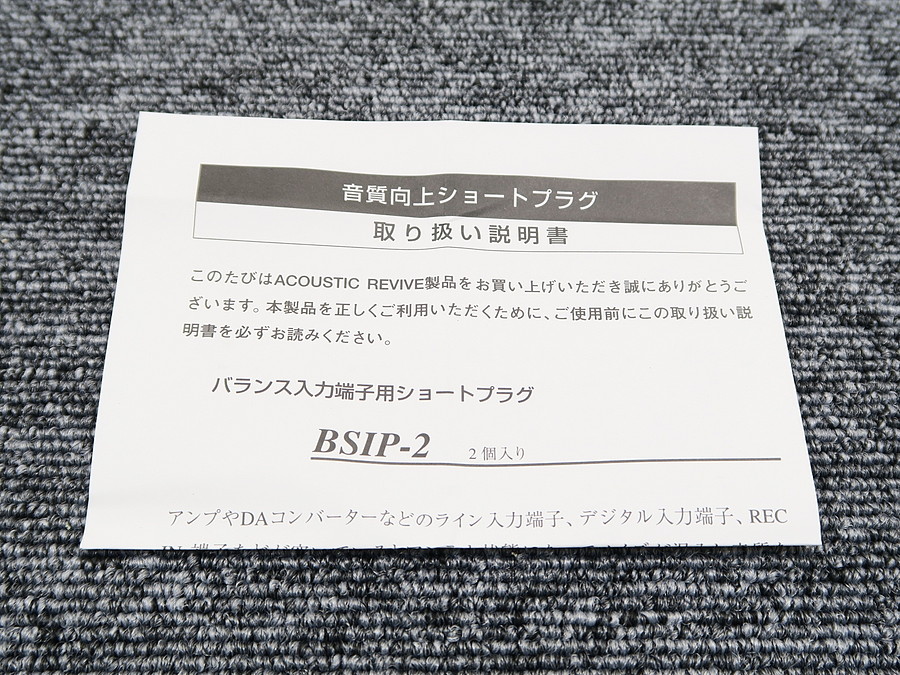 音質向上ショートプラグ
取り扱い説明書
このたびはACOUSTIC REVIVE製品をお買い上げいただき誠にありがとうご
ざいます。本製品を正しくご利用いただくために、ご使用前にこの取り扱い説
明書を必ずお読みください。
バランス入力端子用ショートプラグ
BSIP-2 2個入り
アンプやDAコンバーターなどのライン入力端子、デジタル入力端子、REC